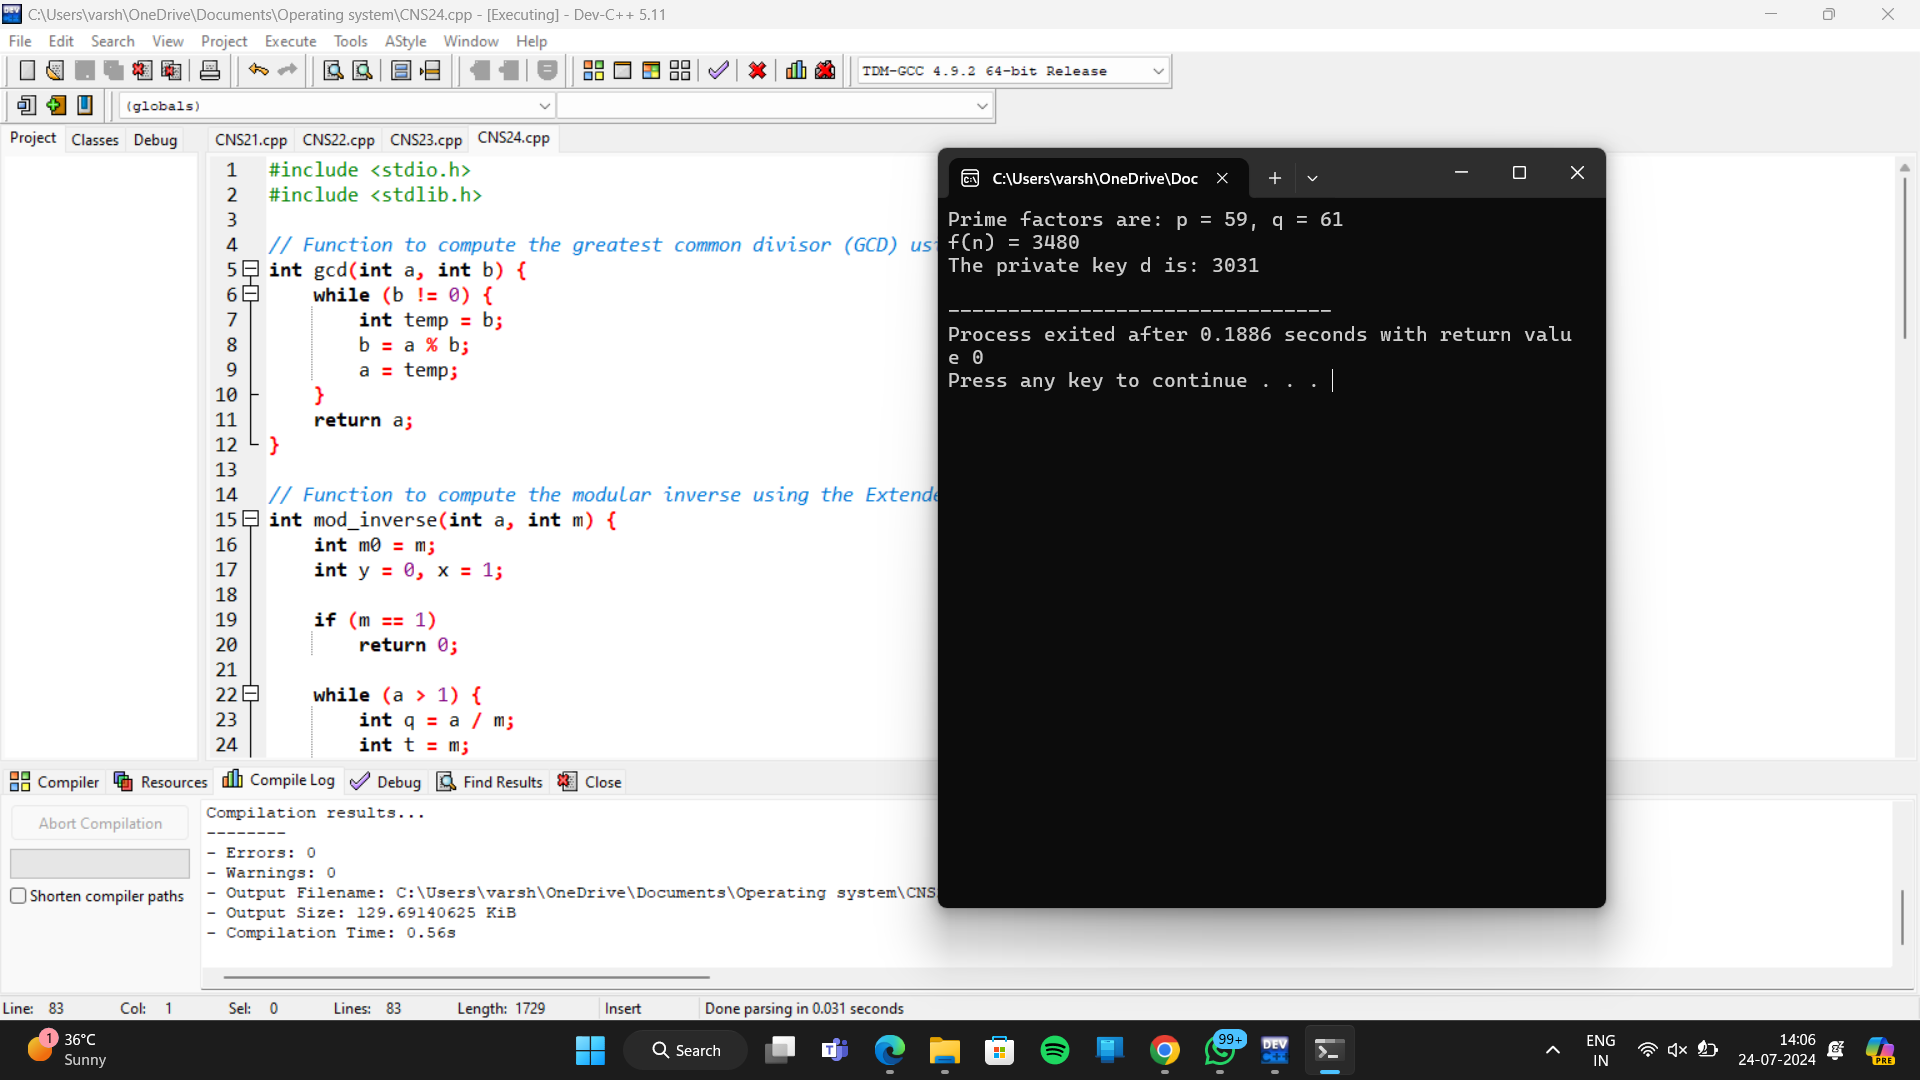 C:\Users\varsh\OneDrive\Documents\Operating system\CNS24.cpp - [Executing] - Dev-C++ 5.11
File Edit Search View Project Execute Tools AStyle Window Help
TDM-GCC 4.9.2 64-bit Release
(globals)
Project Classes Debug
CNS21.cpp CNS22.cpp CNS23.cpp CNS24.cpp
1 #include <stdio.h>
2 #include <stdlib.h>
3
4 // Function to compute the greatest common divisor (GCD) usi
5 int gcd(int a, int b) {
6 while (b != 0) {
7 int temp = b;
8 b = a % b;
9 a = temp;
10 }
11 return a;
12 }
13
14 // Function to compute the modular inverse using the Extende
15 int mod_inverse(int a, int m) {
16 int m0 = m;
17 int y = 0, x = 1;
18
19 if (m == 1)
20 return 0;
21
22 while (a > 1) {
23 int q = a / m;
24 int t = m;
C:\Users\varsh\OneDrive\Doc
Prime factors are: p = 59, q = 61
f(n) = 3480
The private key d is: 3031
--------------------------------
Process exited after 0.1886 seconds with return valu
e 0
Press any key to continue . . .
Compiler Resources Compile Log Debug Find Results Close
Abort Compilation
Shorten compiler paths
Compilation results...
--------
- Errors: 0
- Warnings: 0
- Output Filename: C:\Users\varsh\OneDrive\Documents\Operating system\CNS
- Output Size: 129.69140625 KiB
- Compilation Time: 0.56s
Line: 83 Col: 1 Sel: 0 Lines: 83 Length: 1729 Insert Done parsing in 0.031 seconds
1
36°C
Sunny
Search
99+
DEV
ENG
IN
14:06
24-07-2024
PRE